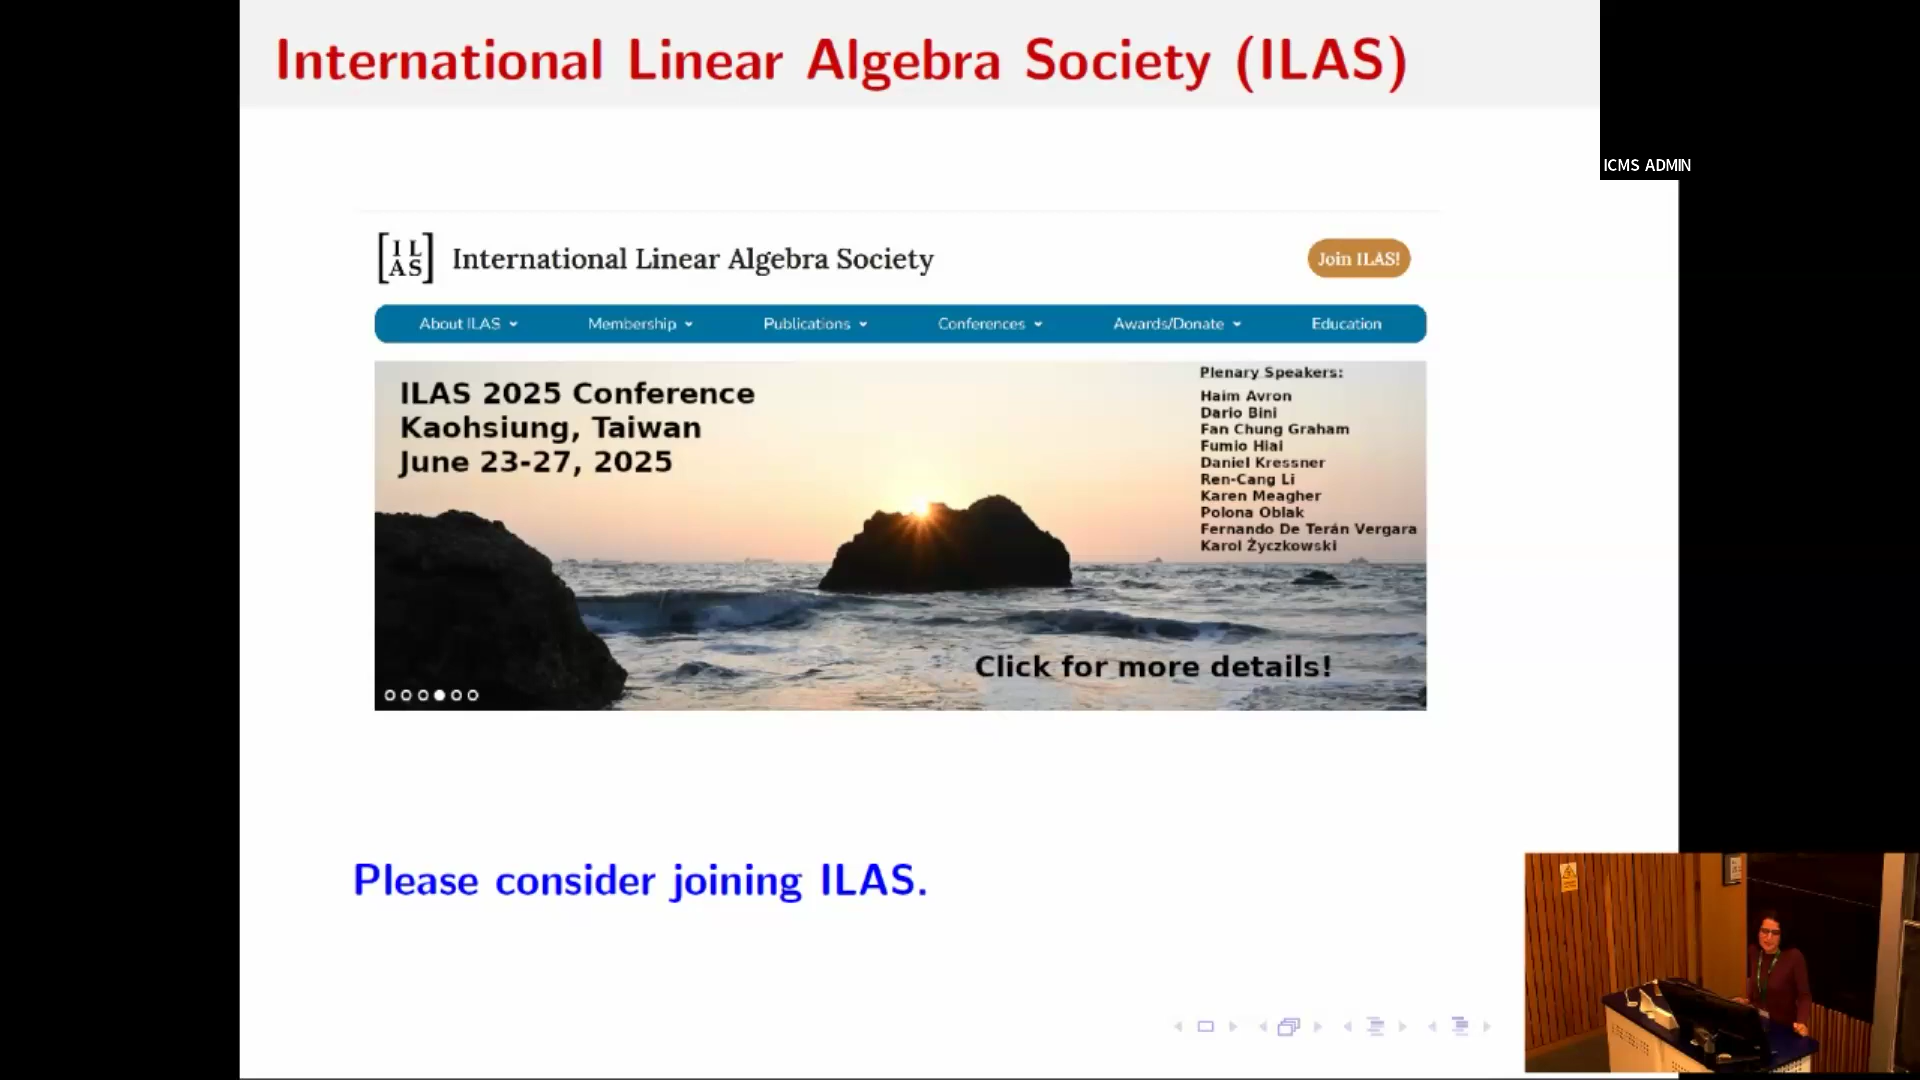 International Linear Algebra Society (ILAS)
ICMS ADMIN
IL
AS
International Linear Algebra Society
Join ILAS!
About ILAS
Membership
Publications
Conferences
Awards/Donate
Education
ILAS 2025 Conference
Kaohsiung, Taiwan
June 23-27, 2025
Plenary Speakers:
Haim Avron
Dario Bini
Fan Chung Graham
Fumio Hiai
Daniel Kressner
Ren-Cang Li
Karen Meagher
Polona Oblak
Fernando De Terán Vergara
Karol Życzkowski
Click for more details!
Please consider joining ILAS.